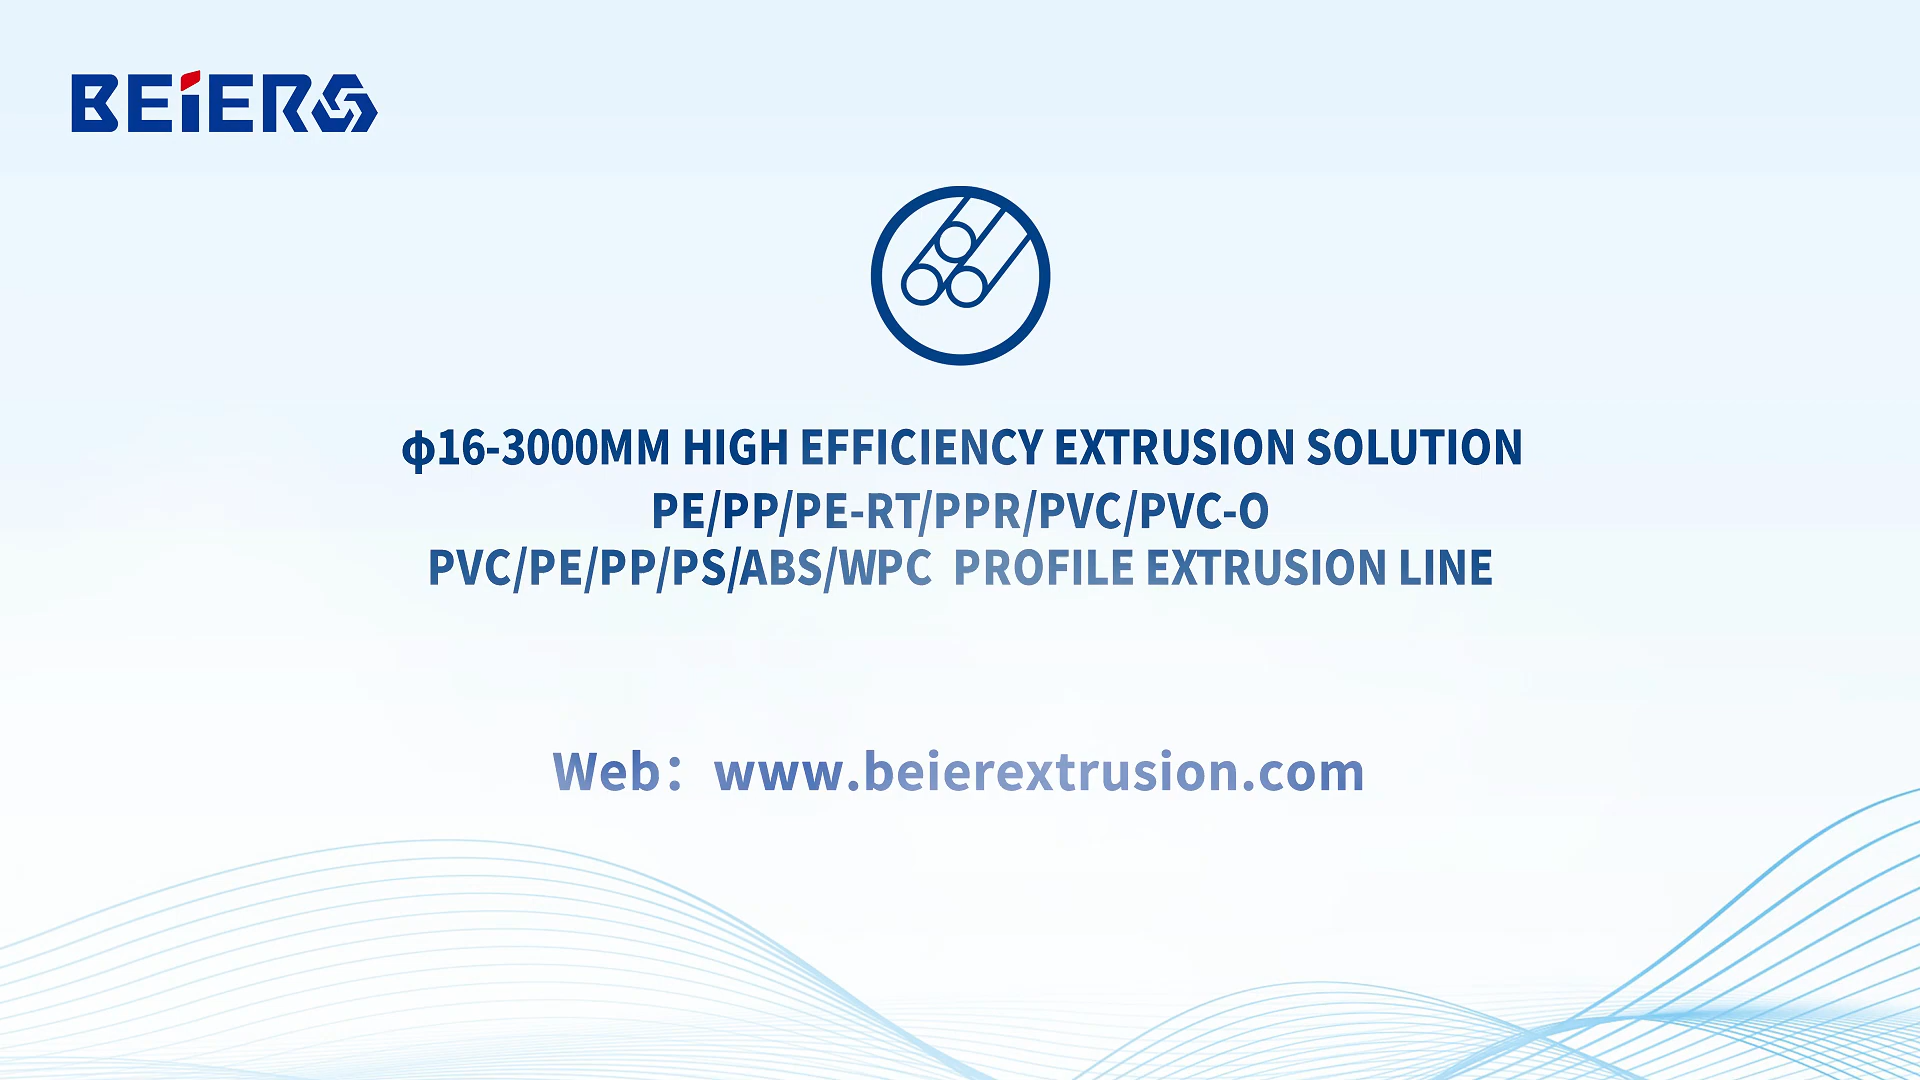 BEiER
φ16-3000MM HIGH EFFICIENCY EXTRUSION SOLUTION
PE/PP/PE-RT/PPR/PVC/PVC-O
PVC/PE/PP/PS/ABS/WPC PROFILE EXTRUSION LINE
Web：www.beierextrusion.com